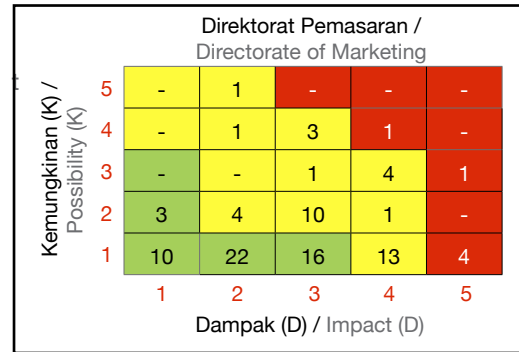 Direktorat Pemasaran /
Directorate of Marketing
t
Kemungkinan (K) /
Possibility (K)
5 - 1 - - -
4 - 1 3 1 -
3 - - 1 4 1
2 3 4 10 1 -
1 10 22 16 13 4
1 2 3 4 5
Dampak (D) / Impact (D)